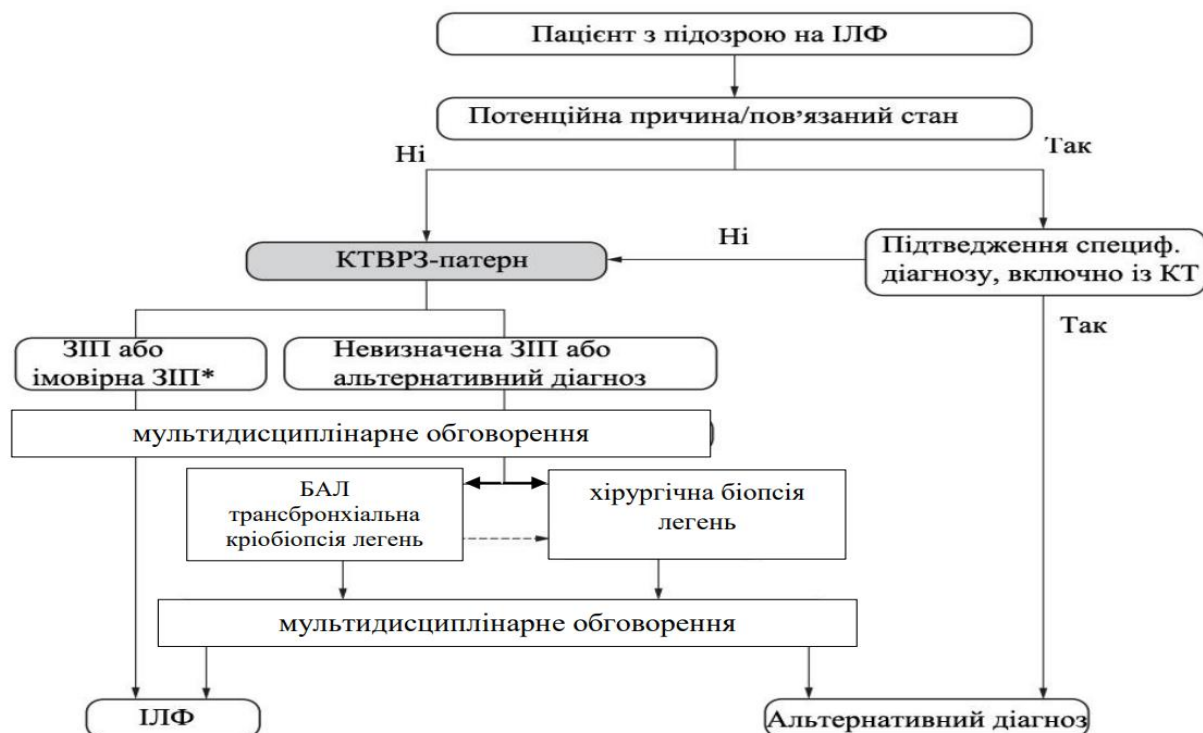 Пацієнт з підозрою на ІЛФ
Потенційна причина/пов’язаний стан
Ні
Так
КТВРЗ-патерн
Ні
Підтведження специф.
діагнозу, включно із КТ
Так
ЗІП або
імовірна ЗІП*
Невизначена ЗІП або
альтернативний діагноз
мультидисциплінарне обговорення
БАЛ
трансбронхіальна
кріобіопсія легень
хірургічна біопсія
легень
мультидисциплінарне обговорення
ІЛФ
Альтернативний діагноз